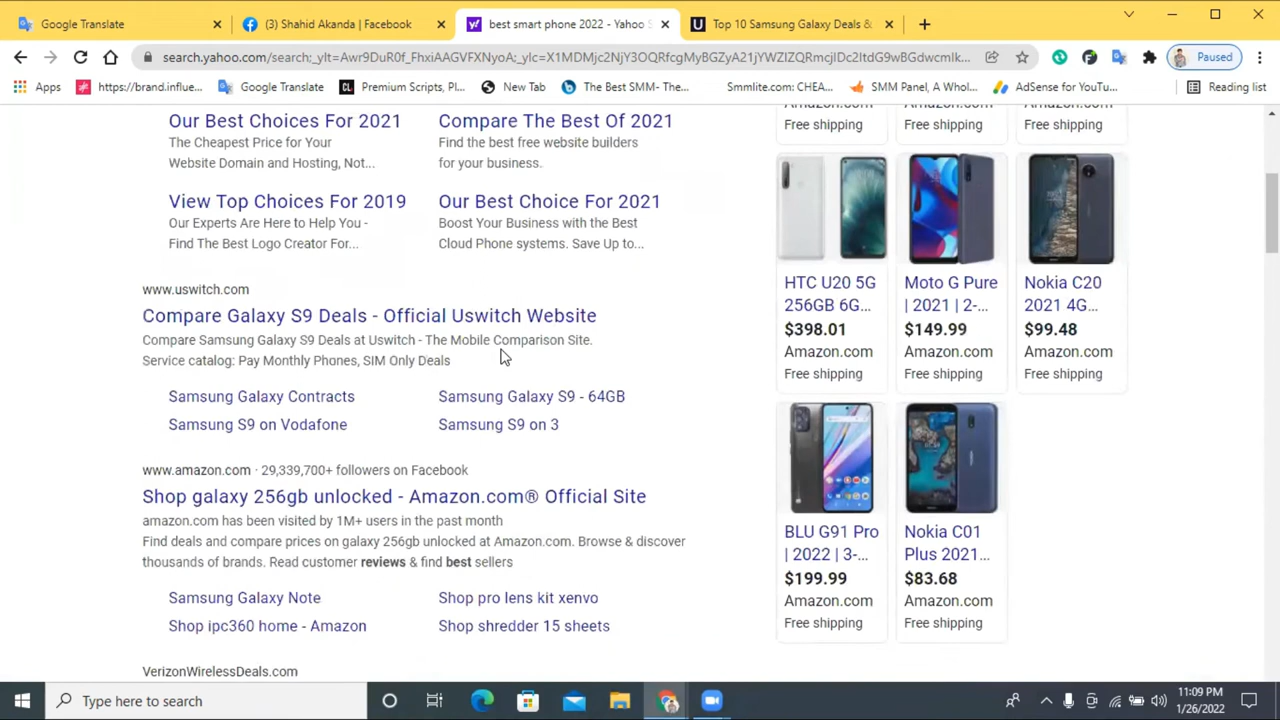 Google Translate
(3) Shahid Akanda | Facebook
best smart phone 2022 - Yahoo S
Top 10 Samsung Galaxy Deals &
search.yahoo.com/search;_ylt=Awr9DuR0f_FhxiAAGVFXNyoA;_ylc=X1MDMjc2NjY3OQRfcgMyBGZyA21jYWZlZQRmcjlDc2ItdG9wBGdwcmlk...
Paused
Apps
https://brand.influe...
Google Translate
Premium Scripts, Pl...
New Tab
The Best SMM- The...
Smmlite.com: CHEA...
SMM Panel, A Whol...
AdSense for YouTu...
Reading list
Our Best Choices For 2021
The Cheapest Price for Your
Website Domain and Hosting, Not...
Compare The Best Of 2021
Find the best free website builders
for your business.
View Top Choices For 2019
Our Experts Are Here to Help You -
Find The Best Logo Creator For...
Our Best Choice For 2021
Boost Your Business with the Best
Cloud Phone systems. Save Up to...
www.uswitch.com
Compare Galaxy S9 Deals - Official Uswitch Website
Compare Samsung Galaxy S9 Deals at Uswitch - The Mobile Comparison Site.
Service catalog: Pay Monthly Phones, SIM Only Deals
Samsung Galaxy Contracts
Samsung Galaxy S9 - 64GB
Samsung S9 on Vodafone
Samsung S9 on 3
www.amazon.com · 29,339,700+ followers on Facebook
Shop galaxy 256gb unlocked - Amazon.com® Official Site
amazon.com has been visited by 1M+ users in the past month
Find deals and compare prices on galaxy 256gb unlocked at Amazon.com. Browse & discover
thousands of brands. Read customer reviews & find best sellers
Samsung Galaxy Note
Shop pro lens kit xenvo
Shop ipc360 home - Amazon
Shop shredder 15 sheets
VerizonWirelessDeals.com
Amazon.com
Free shipping
Amazon.com
Free shipping
Amazon.com
Free shipping
HTC U20 5G
256GB 6G...
$398.01
Amazon.com
Free shipping
Moto G Pure
| 2021 | 2-...
$149.99
Amazon.com
Free shipping
Nokia C20
2021 4G...
$99.48
Amazon.com
Free shipping
BLU G91 Pro
| 2022 | 3-...
$199.99
Amazon.com
Free shipping
Nokia C01
Plus 2021...
$83.68
Amazon.com
Free shipping
Type here to search
11:09 PM
1/26/2022